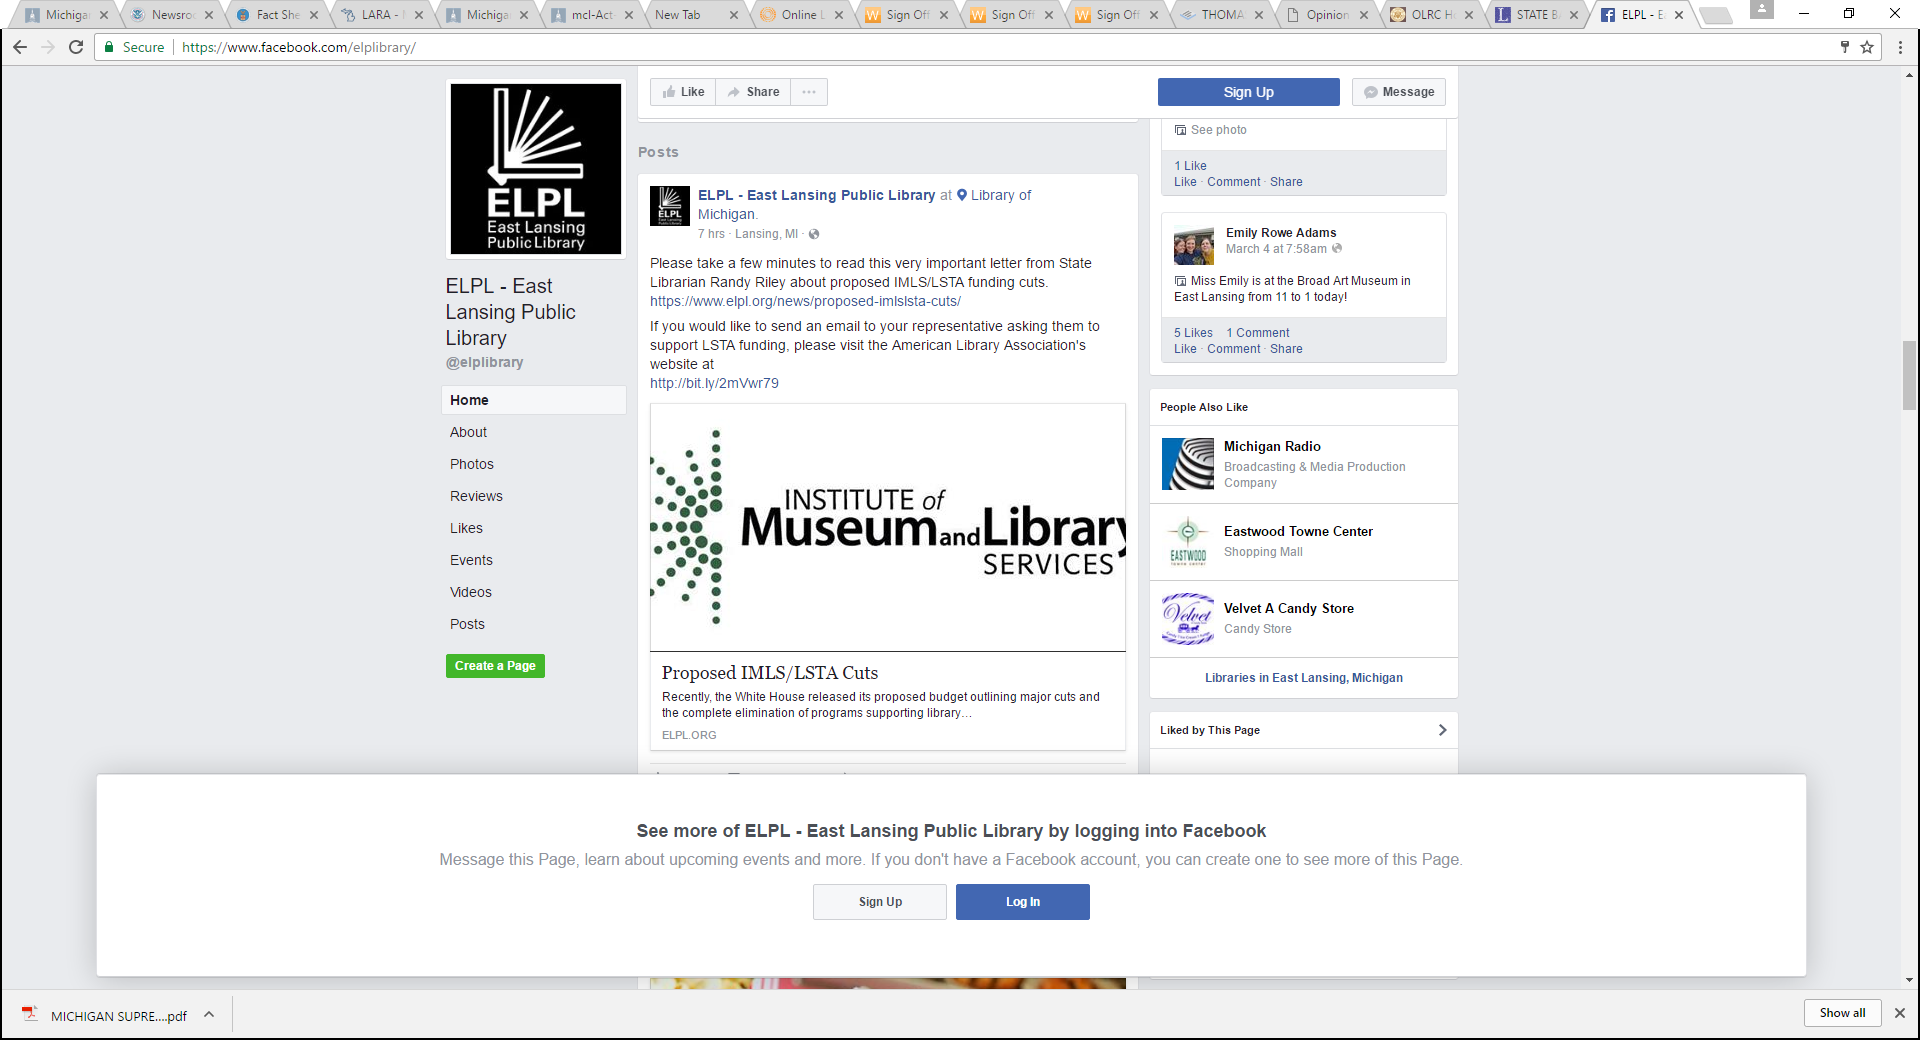 Michiga
Newsro
Fact She
LARA -
Michiga
mcl-Act-
New Tab
Online L
Sign Off
Sign Off
Sign Off
THOMA
Opinion
OLRC H
STATE B
ELPL - E
Secure
https://www.facebook.com/elplibrary/
ELPL
East Lansing
Public Library
ELPL - East
Lansing Public
Library
@elplibrary
Home
About
Photos
Reviews
Likes
Events
Videos
Posts
Create a Page
Like
Share
Sign Up
Message
Posts
ELPL
ELPL - East Lansing Public Library at Library of
Michigan.
7 hrs · Lansing, MI ·
Please take a few minutes to read this very important letter from State
Librarian Randy Riley about proposed IMLS/LSTA funding cuts.
https://www.elpl.org/news/proposed-imlslsta-cuts/
If you would like to send an email to your representative asking them to
support LSTA funding, please visit the American Library Association's
website at
http://bit.ly/2mVwr79
INSTITUTE of
Museum and Library
SERVICES
Proposed IMLS/LSTA Cuts
Recently, the White House released its proposed budget outlining major cuts and
the complete elimination of programs supporting library…
ELPL.ORG
See photo
1 Like
Like · Comment · Share
Emily Rowe Adams
March 4 at 7:58am
Miss Emily is at the Broad Art Museum in
East Lansing from 11 to 1 today!
5 Likes 1 Comment
Like · Comment · Share
People Also Like
Michigan Radio
Broadcasting & Media Production
Company
EASTWOOD
towne center
Eastwood Towne Center
Shopping Mall
Velvet
Velvet A Candy Store
Candy Store
Libraries in East Lansing, Michigan
Liked by This Page
See more of ELPL - East Lansing Public Library by logging into Facebook
Message this Page, learn about upcoming events and more. If you don't have a Facebook account, you can create one to see more of this Page.
Sign Up
Log In
MICHIGAN SUPRE....pdf
Show all